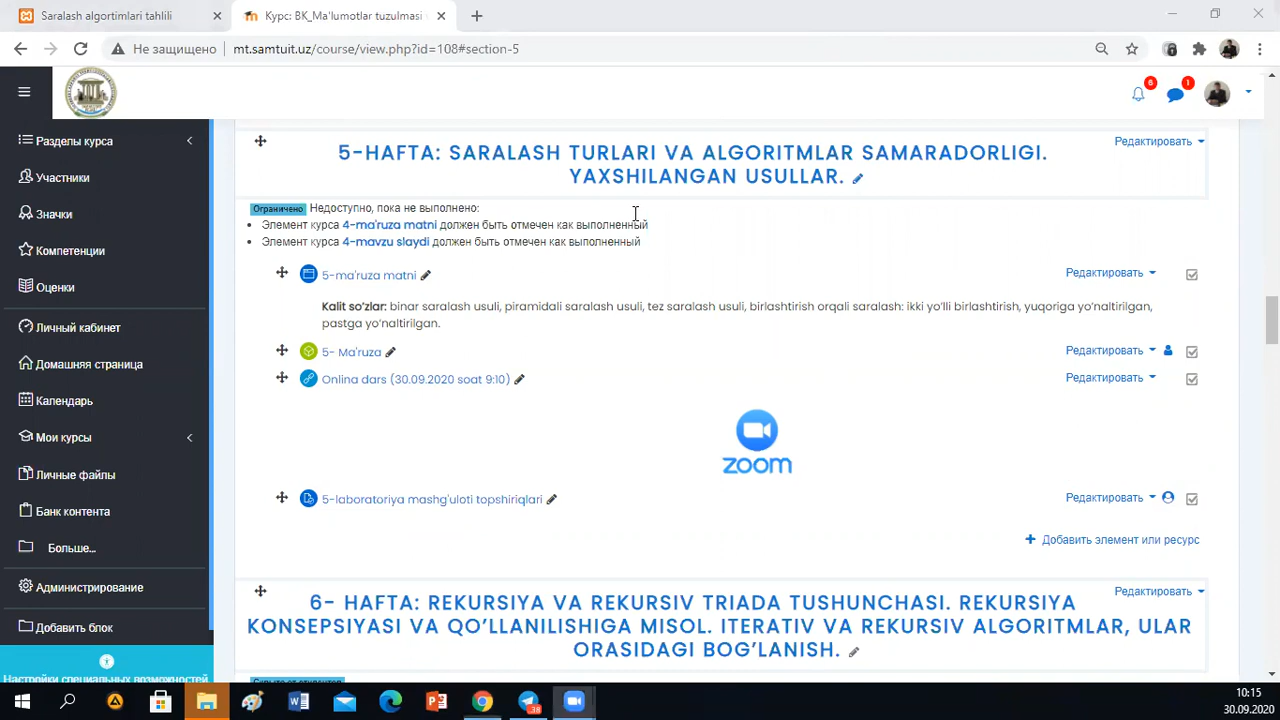 Saralash algortimlari tahlili
Курс: BK_Ma'lumotlar tuzulmasi
Не защищено
mt.samtuit.uz/course/view.php?id=108#section-5
6
1
Разделы курса
Участники
Значки
Компетенции
Оценки
Личный кабинет
Домашняя страница
Календарь
Мои курсы
Личные файлы
Банк контента
Больше...
Администрирование
Добавить блок
Настройки специальных возможностей
5-HAFTA: SARALASH TURLARI VA ALGORITMLAR SAMARADORLIGI.
YAXSHILANGAN USULLAR.
Редактировать
Ограничено Недоступно, пока не выполнено:
Элемент курса 4-ma'ruza matni должен быть отмечен как выполненный
Элемент курса 4-mavzu slaydi должен быть отмечен как выполненный
5-ma'ruza matni
Редактировать
Kalit so'zlar: binar saralash usuli, piramidali saralash usuli, tez saralash usuli, birlashtirish orqali saralash: ikki yo'lli birlashtirish, yuqoriga yo'naltirilgan,
pastga yo'naltirilgan.
5- Ma'ruza
Редактировать
Onlina dars (30.09.2020 soat 9:10)
Редактировать
zoom
5-laboratoriya mashg'uloti topshiriqlari
Редактировать
Добавить элемент или ресурс
6- HAFTA: REKURSIYA VA REKURSIV TRIADA TUSHUNCHASI. REKURSIYA
KONSEPSIYASI VA QO'LLANILISHIGA MISOL. ITERATIV VA REKURSIV ALGORITMLAR, ULAR
ORASIDAGI BOG'LANISH.
Редактировать
38
10:15
30.09.2020